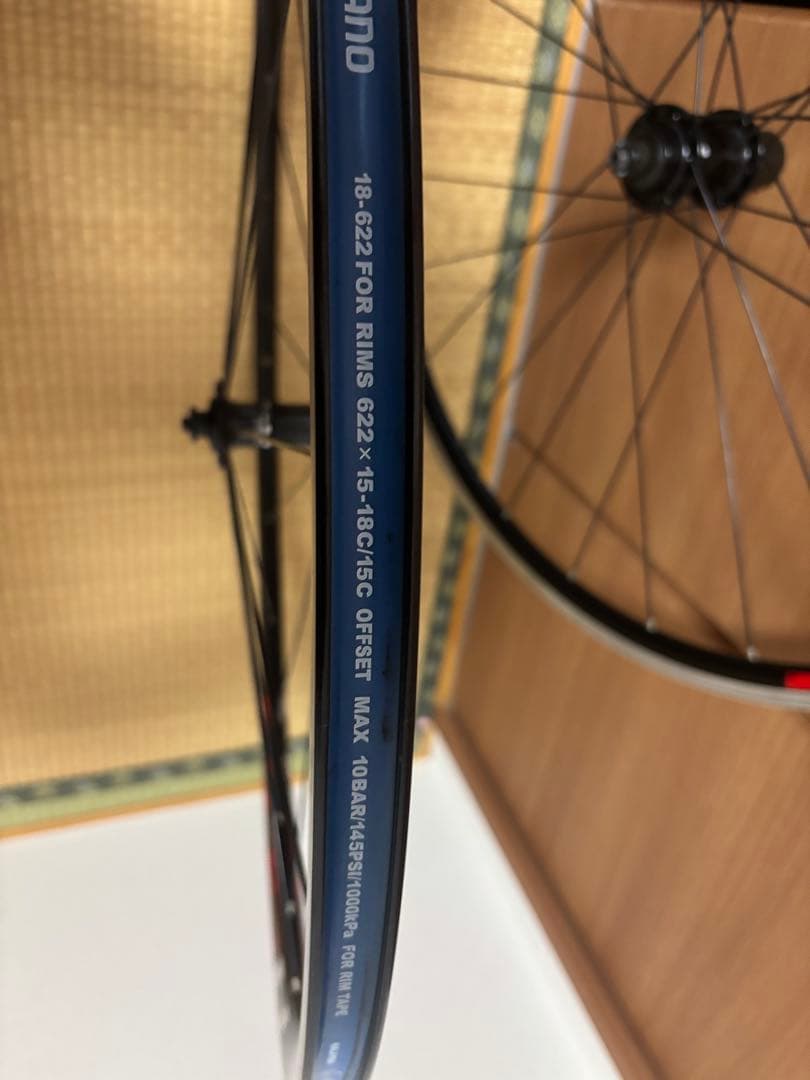 ANO
18-622 FOR RIMS 622×15-18C/15C OFFSET MAX 10BAR/145PSI/1000kPa FOR RIM TAPE